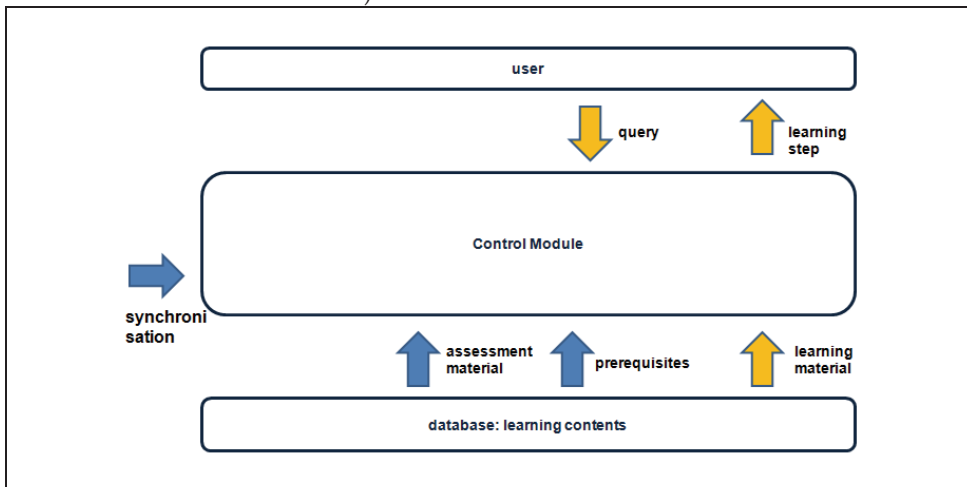 )
user
query
learning
step
Control Module
synchroni
sation
assessment
material
prerequisites
learning
material
database: learning contents